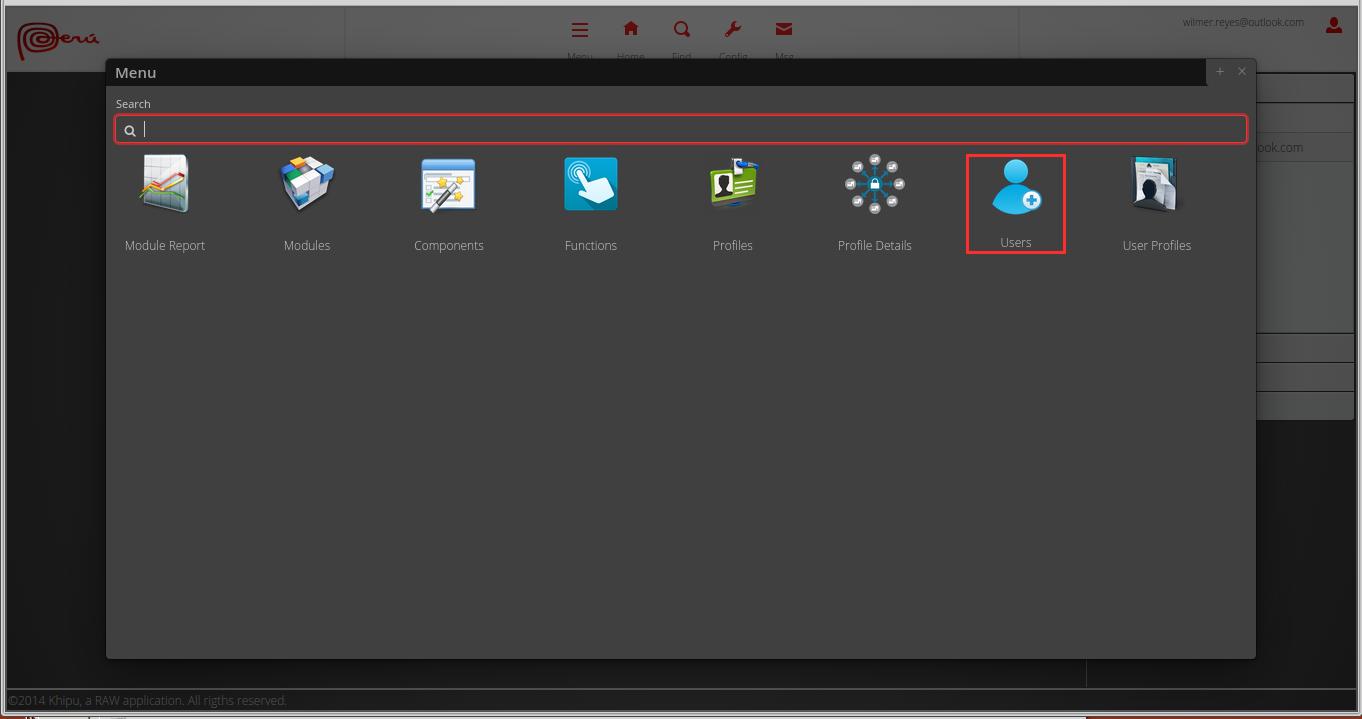 Perú
wilmer.reyes@outlook.com
Menu Home Find Config Msg
Menu
Search
ook.com
Module Report
Modules
Components
Functions
Profiles
Profile Details
Users
User Profiles
©2014 Khipu, a RAW application. All rigths reserved.